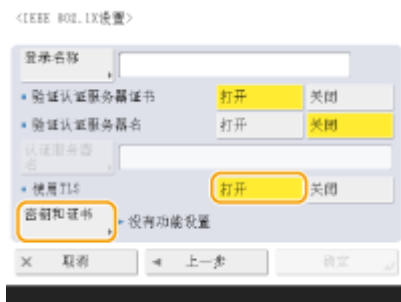 <IEEE 802.1X设置>
登录名称
验证认证服务器证书 打开 关闭
验证认证服务器名 打开 关闭
认证服务器名
使用TLS 打开 关闭
密钥和证书 没有功能设置
× 取消 ◄ 上一步 确定